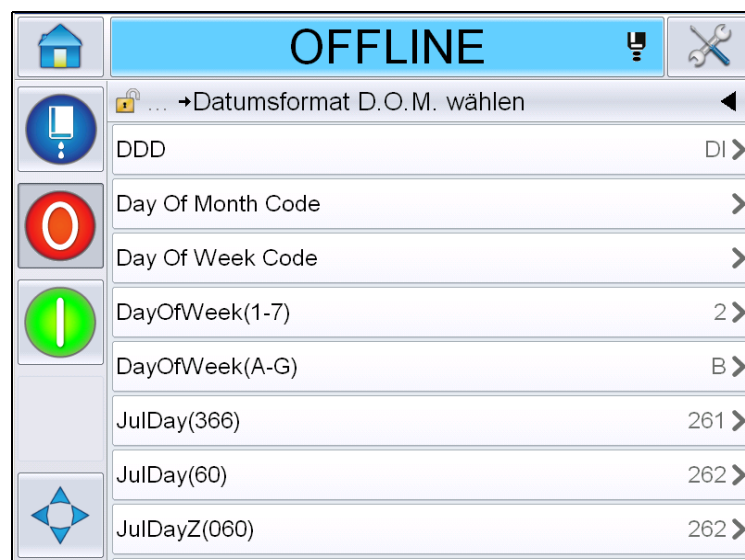 OFFLINE
... →Datumsformat D.O.M. wählen
DDD DI
Day Of Month Code
Day Of Week Code
DayOfWeek(1-7) 2
DayOfWeek(A-G) B
JulDay(366) 261
JulDay(60) 262
JulDayZ(060) 262